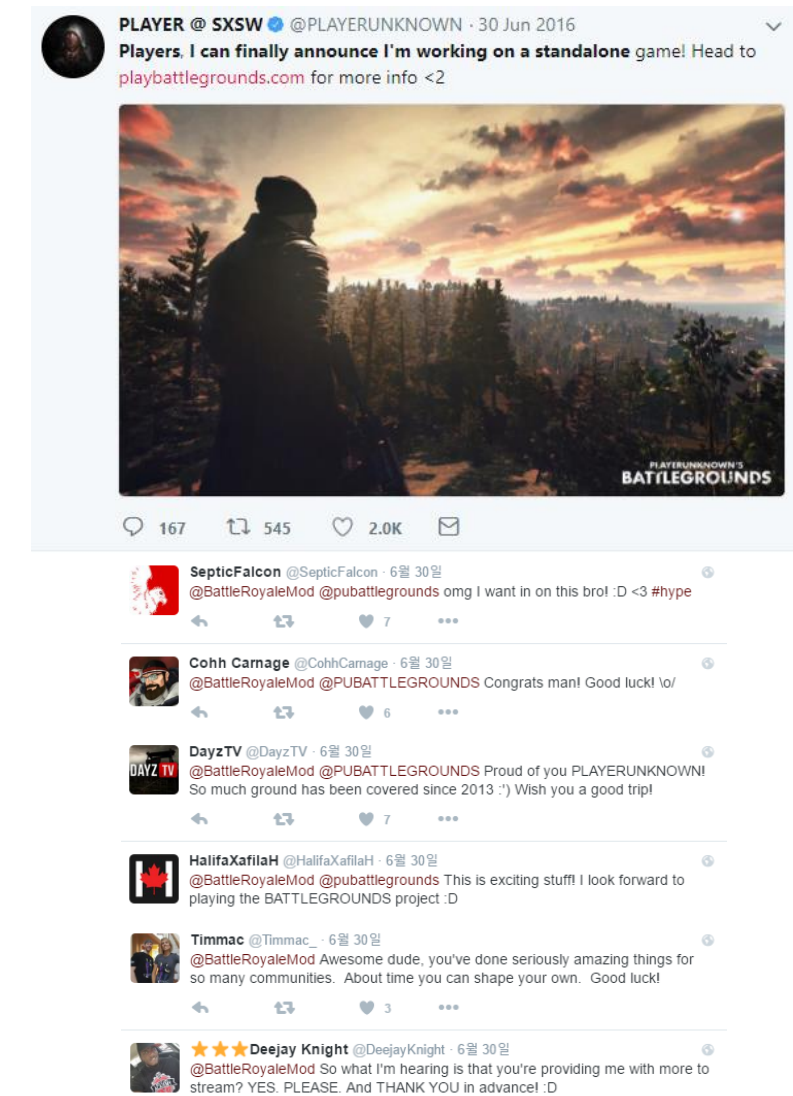 PLAYER @ SXSW @PLAYERUNKNOWN · 30 Jun 2016
Players, I can finally announce I'm working on a standalone game! Head to
playbattlegrounds.com for more info <2
PLAYERUNKNOWN'S
BATTLEGROUNDS
167 545 2.0K
SepticFalcon @SepticFalcon · 6월 30일
@BattleRoyaleMod @pubattlegrounds omg I want in on this bro! :D <3 #hype
7
Cohh Carnage @CohhCarnage · 6월 30일
@BattleRoyaleMod @PUBATTLEGROUNDS Congrats man! Good luck! \o/
6
DAYZ TV
DayzTV @DayzTV · 6월 30일
@BattleRoyaleMod @PUBATTLEGROUNDS Proud of you PLAYERUNKNOWN!
So much ground has been covered since 2013 :') Wish you a good trip!
7
HalifaXafilaH @HalifaXafilaH · 6월 30일
@BattleRoyaleMod @pubattlegrounds This is exciting stuff! I look forward to
playing the BATTLEGROUNDS project :D
Timmac @Timmac_ · 6월 30일
@BattleRoyaleMod Awesome dude, you've done seriously amazing things for
so many communities. About time you can shape your own. Good luck!
3
Deejay Knight @DeejayKnight · 6월 30일
@BattleRoyaleMod So what I'm hearing is that you're providing me with more to
stream? YES. PLEASE. And THANK YOU in advance! :D